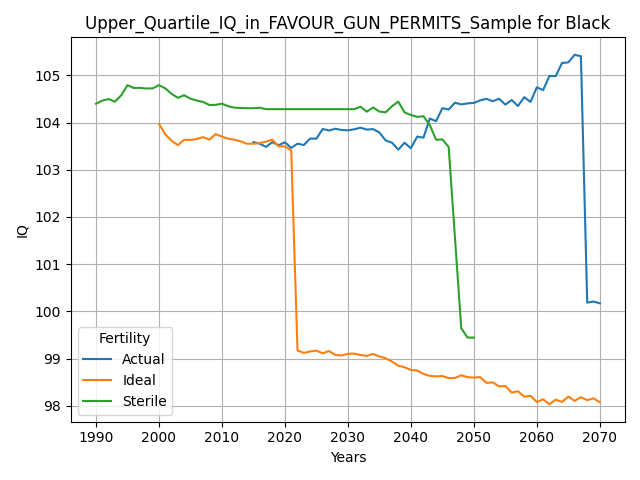 Upper_Quartile_IQ_in_FAVOUR_GUN_PERMITS_Sample for Black
IQ
105
104
103
102
101
100
99
98
Fertility
Actual
Ideal
Sterile
1990 2000 2010 2020 2030 2040 2050 2060 2070
Years